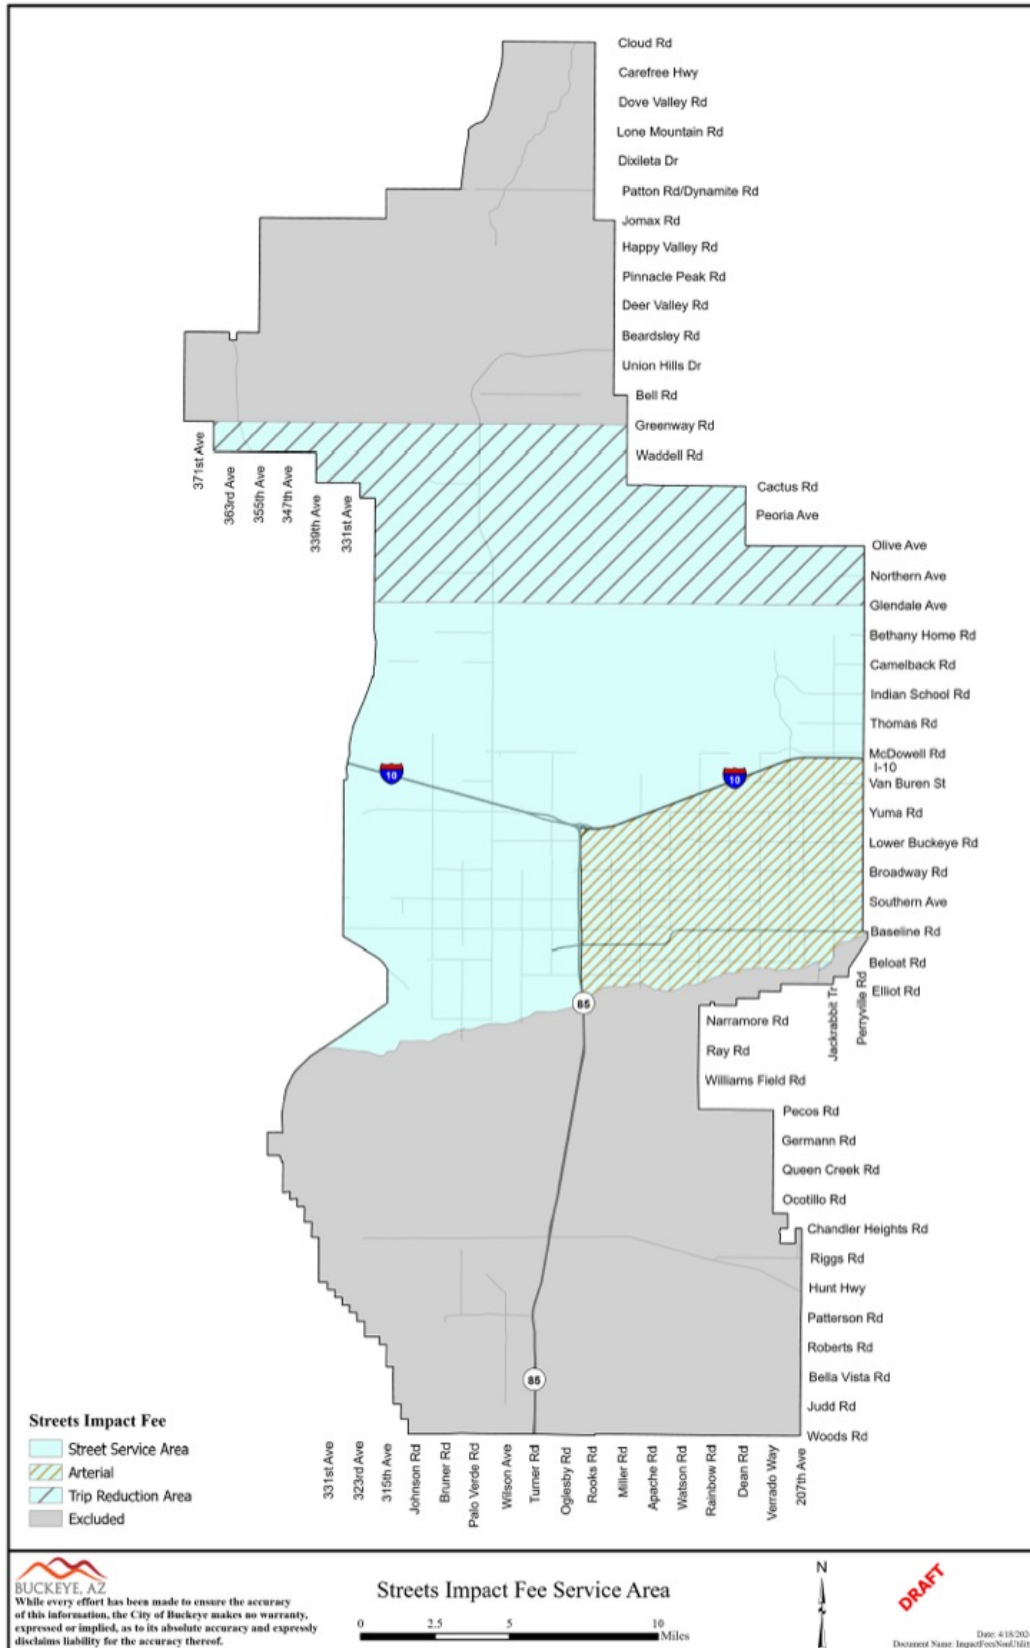 Cloud Rd
Carefree Hwy
Dove Valley Rd
Lone Mountain Rd
Dixileta Dr
Patton Rd/Dynamite Rd
Jomax Rd
Happy Valley Rd
Pinnacle Peak Rd
Deer Valley Rd
Beardsley Rd
Union Hills Dr
Bell Rd
Greenway Rd
Waddell Rd
371st Ave
363rd Ave
355th Ave
347th Ave
339th Ave
331st Ave
Cactus Rd
Peoria Ave
Olive Ave
Northern Ave
Glendale Ave
Bethany Home Rd
Camelback Rd
Indian School Rd
Thomas Rd
McDowell Rd
I-10
10
10
Van Buren St
Yuma Rd
Lower Buckeye Rd
Broadway Rd
Southern Ave
Baseline Rd
Beloat Rd
Elliot Rd
Jackrabbit Tr
Perryville Rd
85
Narramore Rd
Ray Rd
Williams Field Rd
Pecos Rd
Germann Rd
Queen Creek Rd
Ocotillo Rd
Chandler Heights Rd
Riggs Rd
Hunt Hwy
Patterson Rd
Roberts Rd
Bella Vista Rd
Judd Rd
Woods Rd
85
Streets Impact Fee
Street Service Area
Arterial
Trip Reduction Area
Excluded
331st Ave
323rd Ave
315th Ave
Johnson Rd
Bruner Rd
Palo Verde Rd
Wilson Ave
Turner Rd
Oglesby Rd
Rooks Rd
Miller Rd
Apache Rd
Watson Rd
Rainbow Rd
Dean Rd
Verrado Way
207th Ave
BUCKEYE, AZ
While every effort has been made to ensure the accuracy
of this information, the City of Buckeye makes no warranty,
expressed or implied, as to its absolute accuracy and expressly
disclaims liability for the accuracy thereof.
Streets Impact Fee Service Area
0 2.5 5 10
Miles
N
DRAFT
Date: 4/18/202
Document Name: